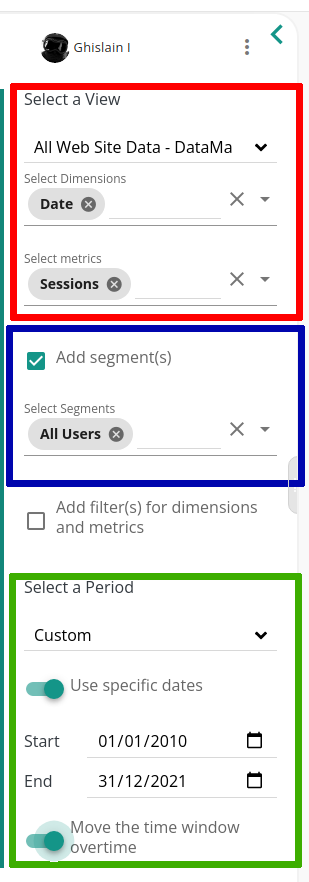 Ghislain I
Select a View
All Web Site Data - DataMa
Select Dimensions
Date
Select metrics
Sessions
Add segment(s)
Select Segments
All Users
Add filter(s) for dimensions
and metrics
Select a Period
Custom
Use specific dates
Start 01/01/2010
End 31/12/2021
Move the time window
overtime